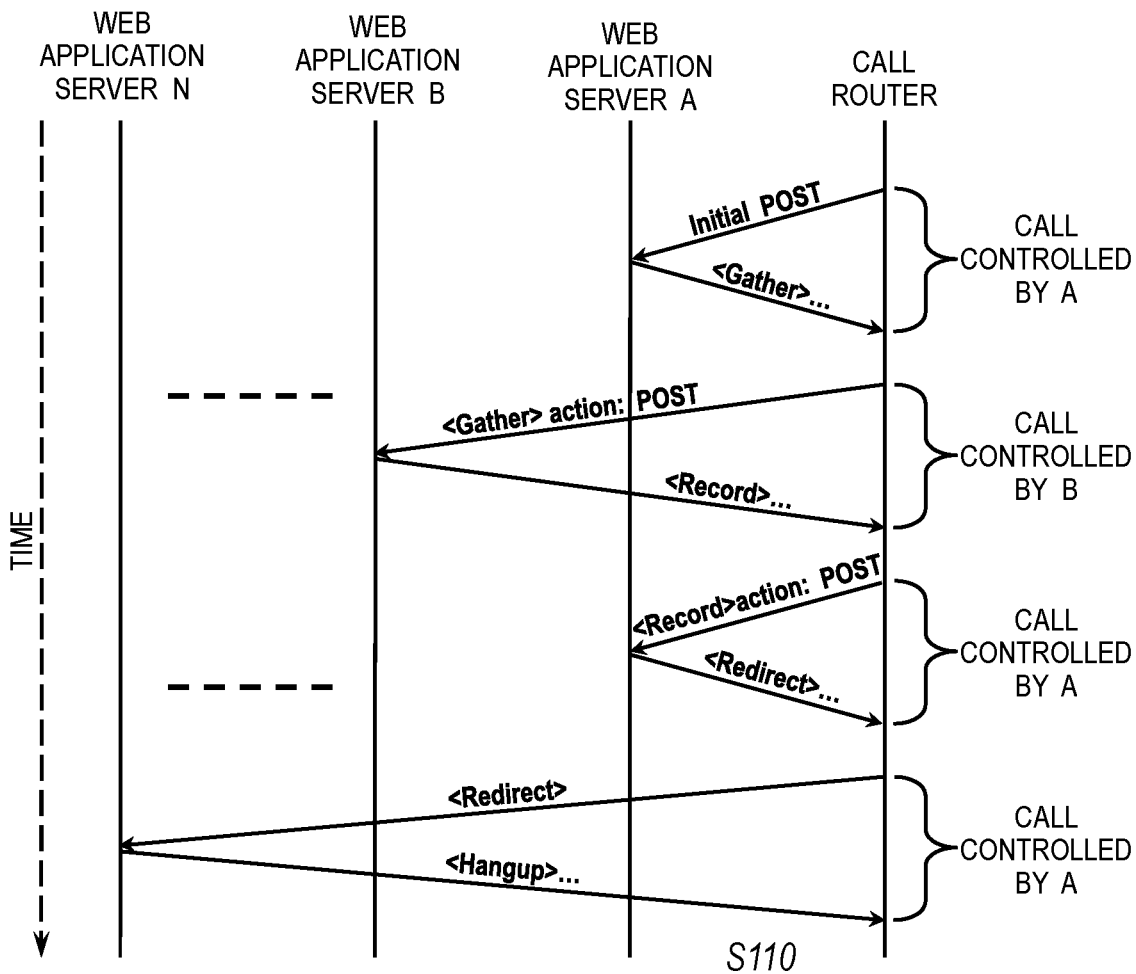 WEB
APPLICATION
SERVER N
WEB
APPLICATION
SERVER B
WEB
APPLICATION
SERVER A
CALL
ROUTER
TIME
Initial POST
<Gather>...
CALL
CONTROLLED
BY A
<Gather> action: POST
<Record>...
CALL
CONTROLLED
BY B
<Record>action: POST
<Redirect>...
CALL
CONTROLLED
BY A
<Redirect>
<Hangup>...
CALL
CONTROLLED
BY A
S110